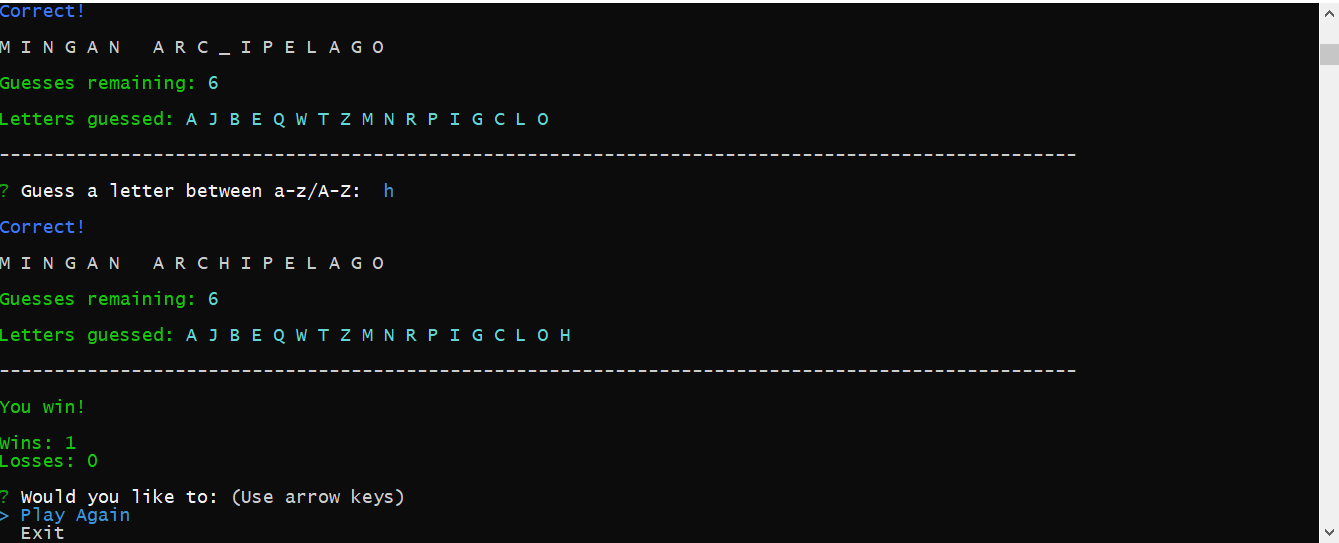 Correct!
M I N G A N   A R C _ I P E L A G O
Guesses remaining: 6
Letters guessed: A J B E Q W T Z M N R P I G C L O
--------------------------------------------------------------------------------------------------
? Guess a letter between a-z/A-Z:  h
Correct!
M I N G A N   A R C H I P E L A G O
Guesses remaining: 6
Letters guessed: A J B E Q W T Z M N R P I G C L O H
--------------------------------------------------------------------------------------------------
You win!
Wins: 1
Losses: 0
? Would you like to: (Use arrow keys)
> Play Again
  Exit